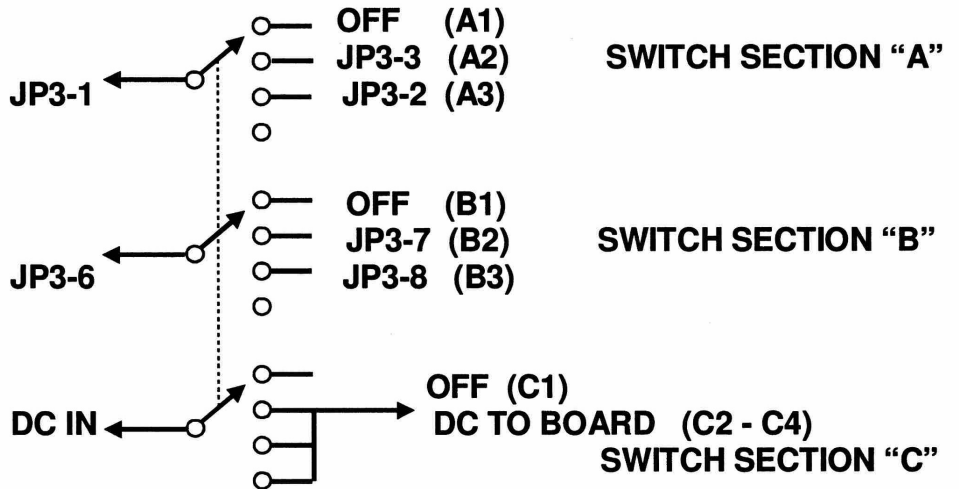 OFF (A1)
JP3-3 (A2) SWITCH SECTION “A”
JP3-1 JP3-2 (A3)
OFF (B1)
JP3-7 (B2) SWITCH SECTION “B”
JP3-6 JP3-8 (B3)
OFF (C1)
DC IN DC TO BOARD (C2 - C4)
SWITCH SECTION “C”